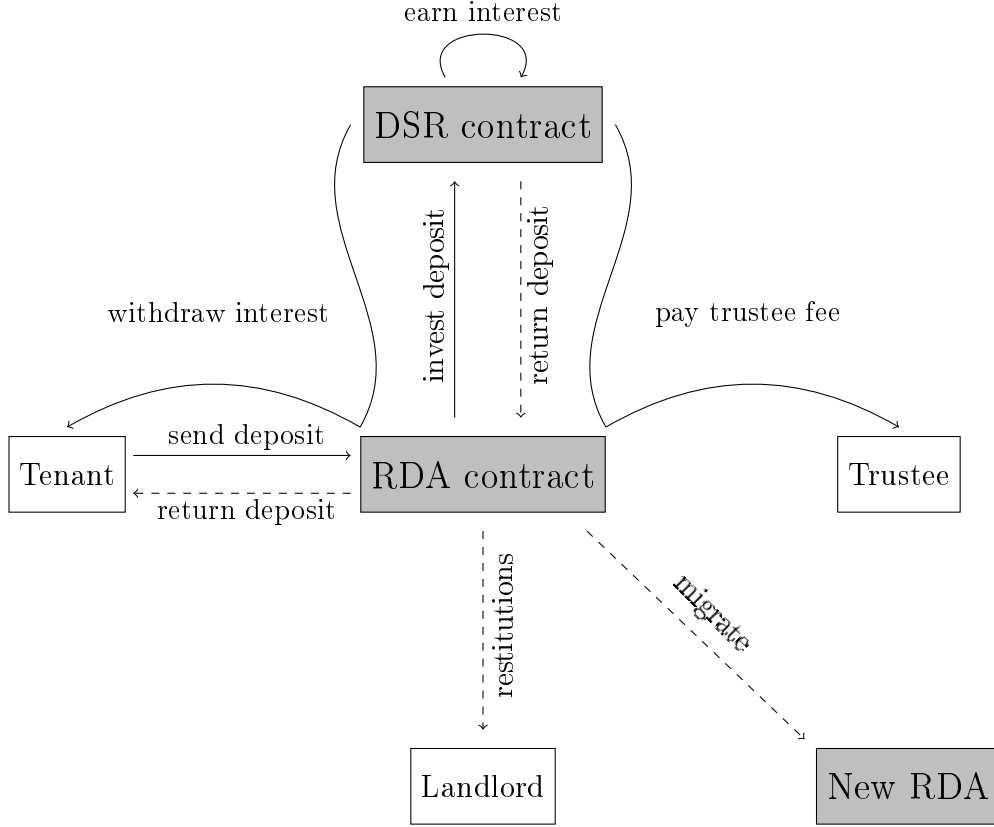 earn interest
DSR contract
invest deposit
return deposit
withdraw interest
pay trustee fee
Tenant
send deposit
return deposit
RDA contract
Trustee
restitutions
migrate
Landlord
New RDA